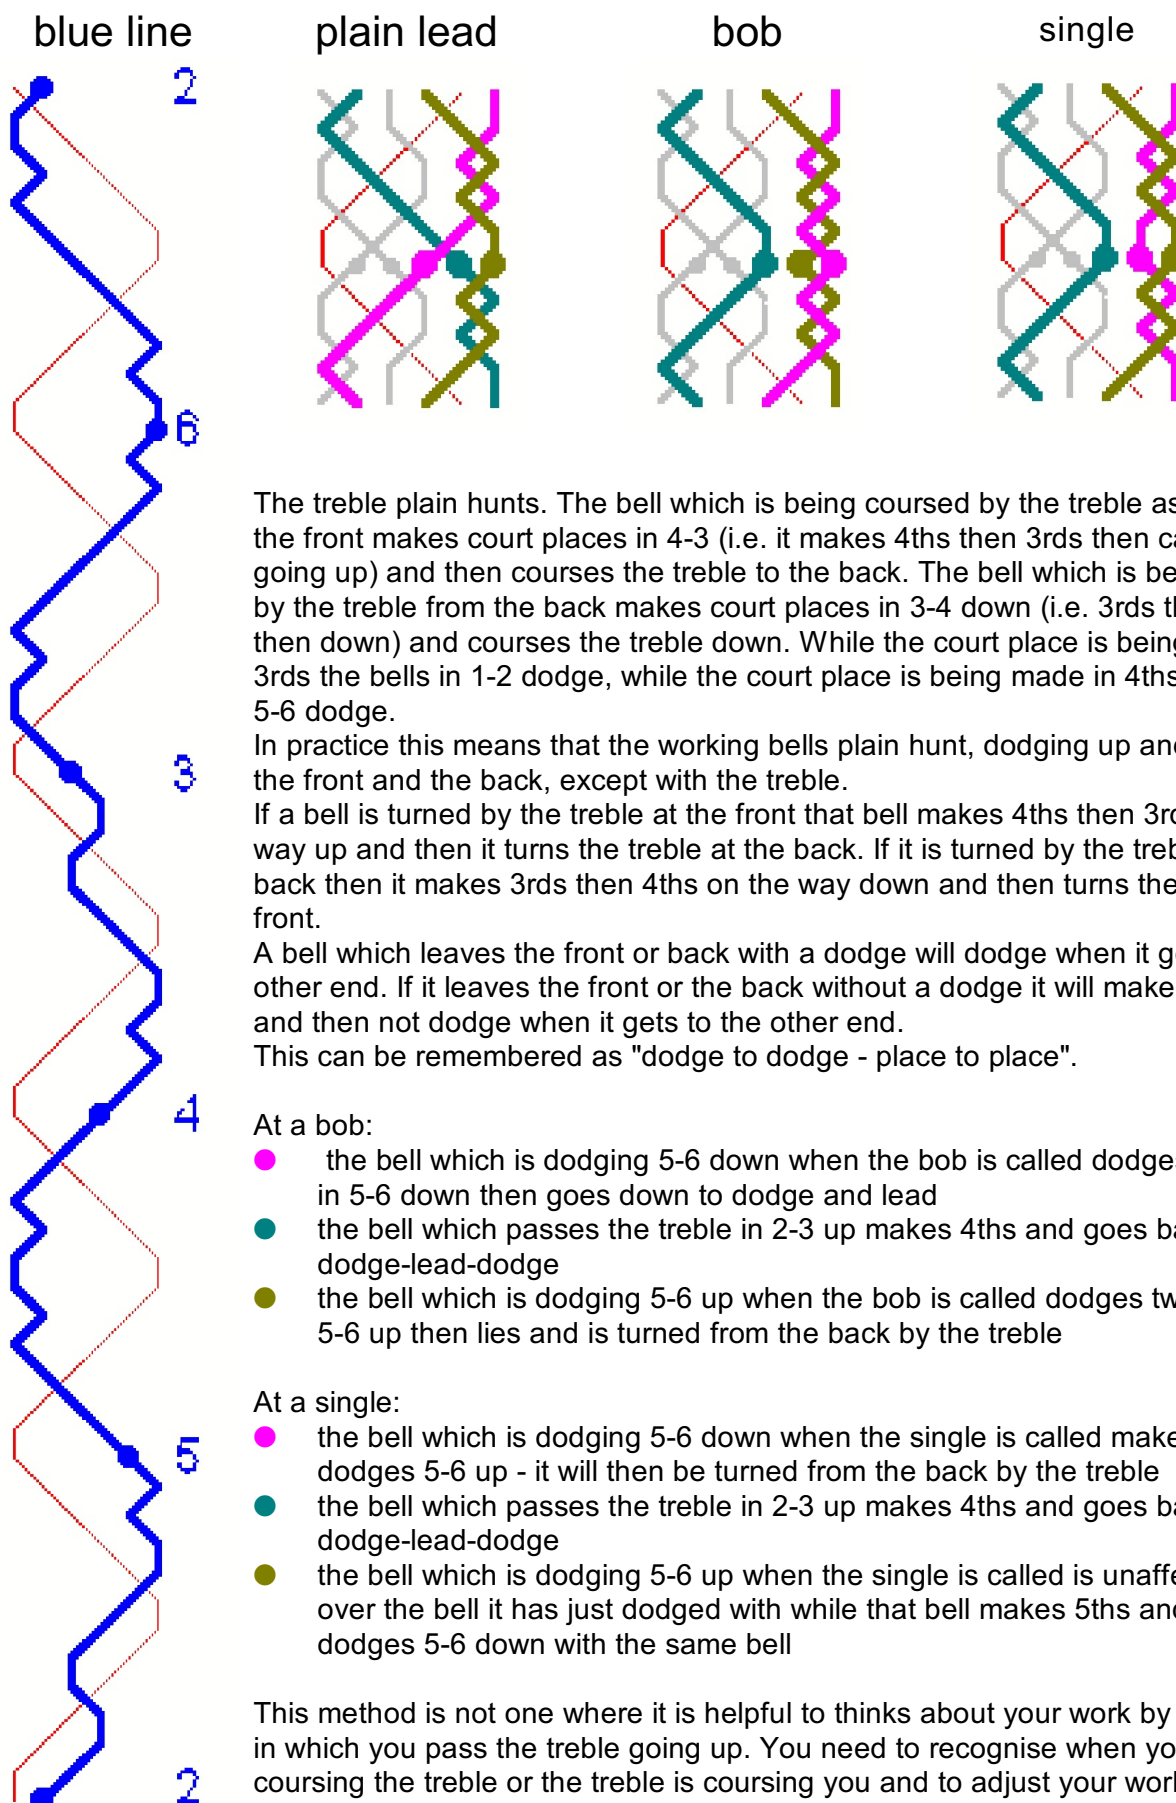 blue line plain lead bob single
2
6
The treble plain hunts. The bell which is being coursed by the treble as
the front makes court places in 4-3 (i.e. it makes 4ths then 3rds then
going up) and then courses the treble to the back. The bell which is
by the treble from the back makes court places in 3-4 down (i.e. 3rds
then down) and courses the treble down. While the court place is being
3rds the bells in 1-2 dodge, while the court place is being made in 4ths
5-6 dodge.
In practice this means that the working bells plain hunt, dodging up and
3
the front and the back, except with the treble.
If a bell is turned by the treble at the front that bell makes 4ths then
way up and then it turns the treble at the back. If it is turned by the
back then it makes 3rds then 4ths on the way down and then turns the
front.
A bell which leaves the front or back with a dodge will dodge when it
other end. If it leaves the front or the back without a dodge it will make
and then not dodge when it gets to the other end.
This can be remembered as "dodge to dodge - place to place".
4
At a bob:
the bell which is dodging 5-6 down when the bob is called dodge
in 5-6 down then goes down to dodge and lead
the bell which passes the treble in 2-3 up makes 4ths and goes
dodge-lead-dodge
the bell which is dodging 5-6 up when the bob is called dodges
5-6 up then lies and is turned from the back by the treble
At a single:
5
the bell which is dodging 5-6 down when the single is called make
dodges 5-6 up - it will then be turned from the back by the treble
the bell which passes the treble in 2-3 up makes 4ths and goes
dodge-lead-dodge
the bell which is dodging 5-6 up when the single is called is
over the bell it has just dodged with while that bell makes 5ths and
dodges 5-6 down with the same bell
This method is not one where it is helpful to thinks about your work by
in which you pass the treble going up. You need to recognise when
2
coursing the treble or the treble is coursing you and to adjust your